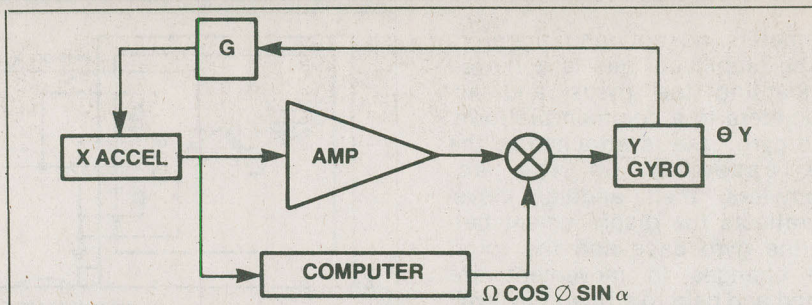 G
X ACCEL
AMP
Y
GYRO
Θ Y
COMPUTER
Ω COS Ø SIN α